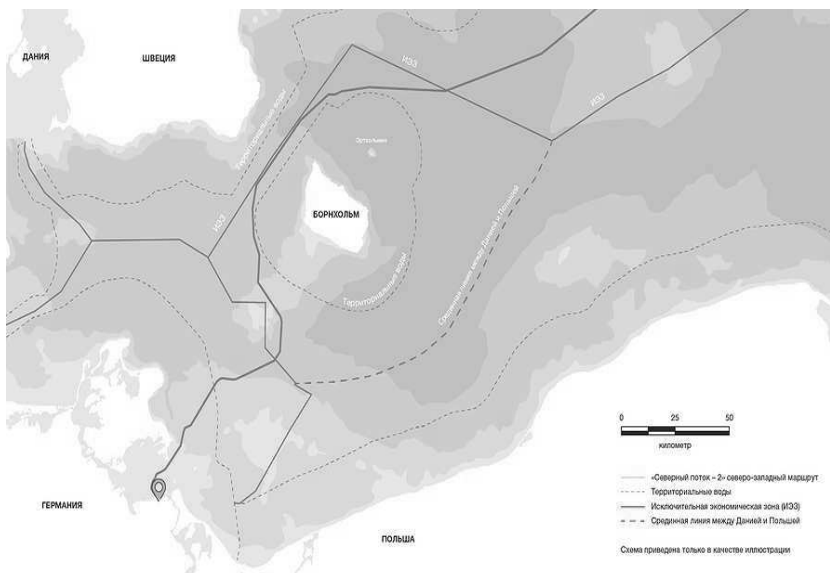 ДАНИЯ
ШВЕЦИЯ
ИЭЗ
ИЭЗ
Территориальные воды
Эртхольмен
ИЭЗ
БОРНХОЛЬМ
Срединная линия между Данией и Польшей
Территориальные воды
0 25 50
километр
«Северный поток – 2» северо-западный маршрут
Территориальные воды
Исключительная экономическая зона (ИЭЗ)
Срединная линия между Данией и Польшей
ГЕРМАНИЯ
ПОЛЬША
Схема приведена только в качестве иллюстрации